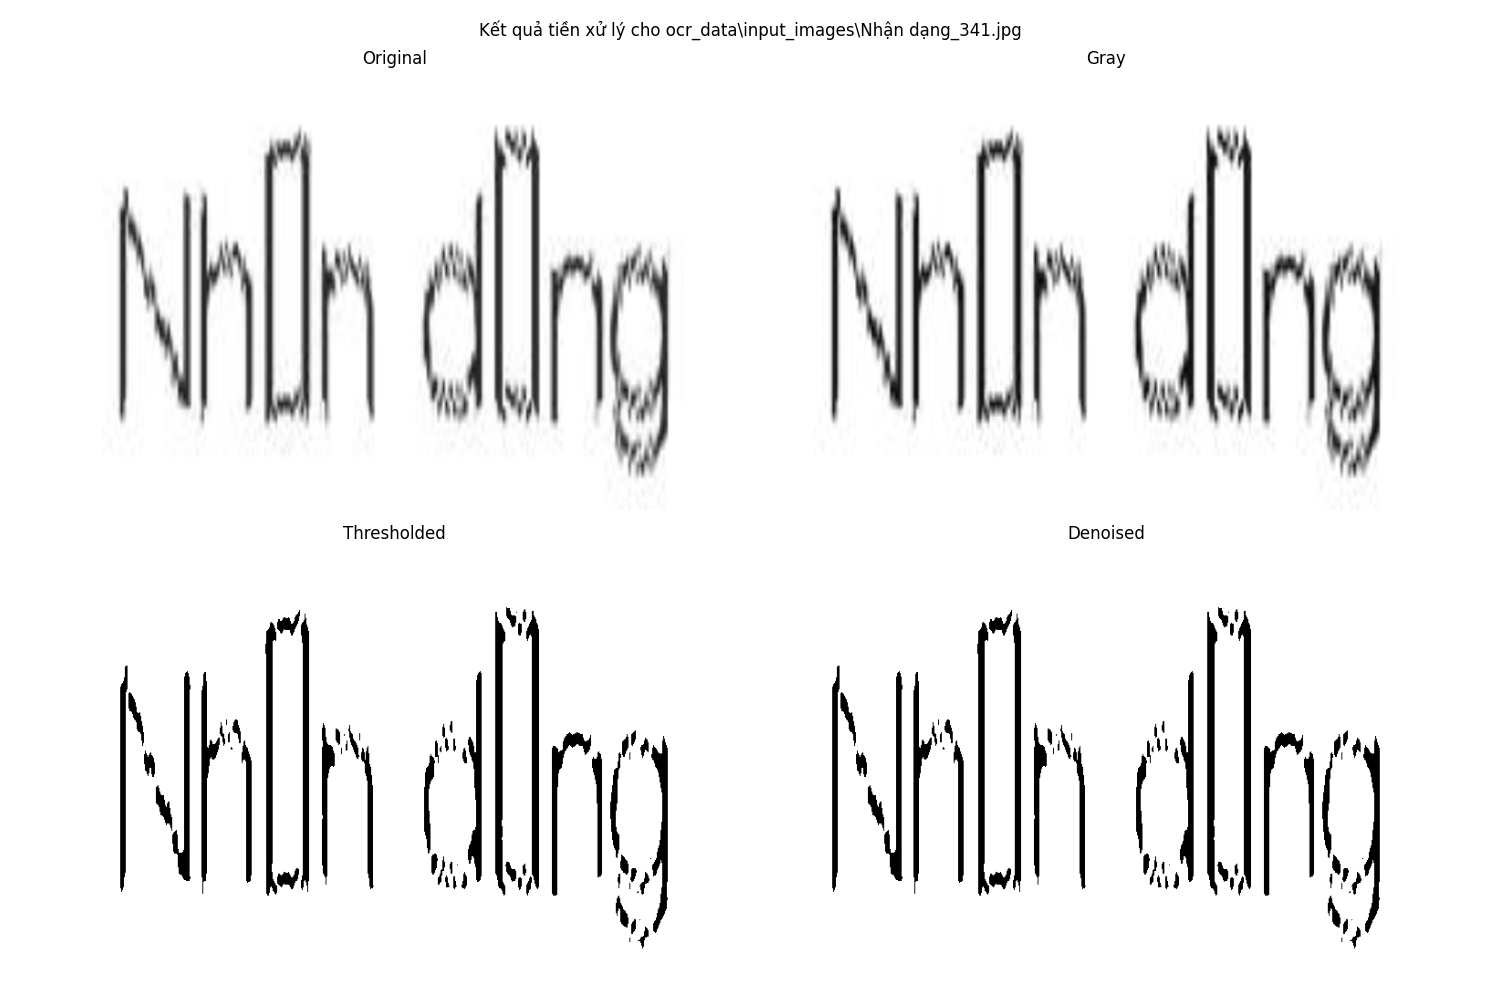 Kết quả tiền xử lý cho ocr_data\input_images\Nhận dạng_341.jpg
Original
Gray
N▯n d▯ng
Nh▯n d▯ng
Thresholded
Denoised
Nh▯n d▯ng
Nh▯n d▯ng